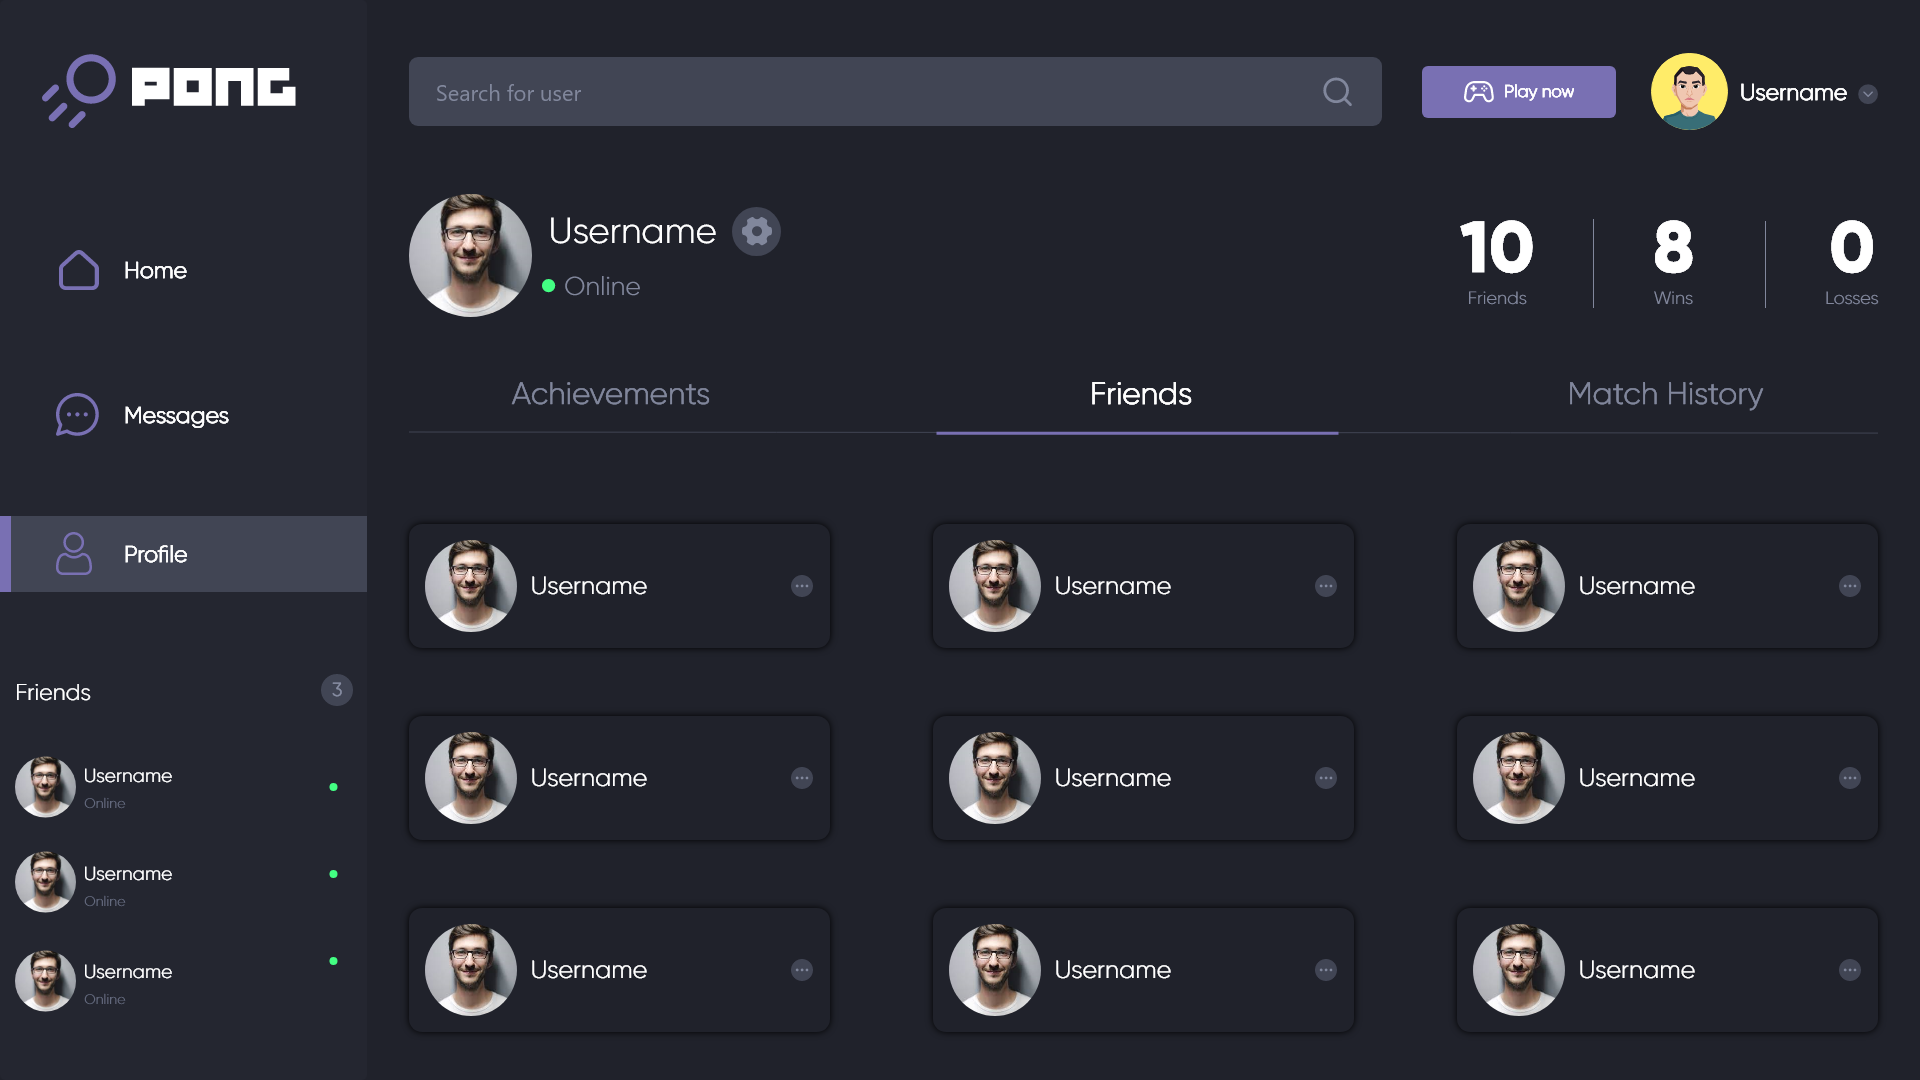 PONG
Search for user
Play now
Username
Home
Messages
Profile
Friends
3
Username
Online
Username
Online
Username
Online
Username
Online
10
Friends
8
Wins
0
Losses
Achievements
Friends
Match History
Username
Username
Username
Username
Username
Username
Username
Username
Username